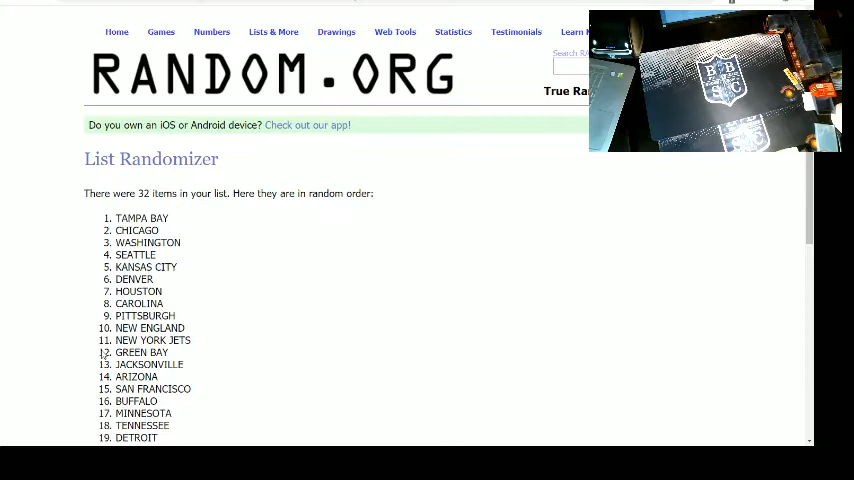 Home Games Numbers Lists & More Drawings Web Tools Statistics Testimonials Learn
RANDOM.ORG
Search RA
True Ra
Do you own an iOS or Android device? Check out our app!
List Randomizer
There were 32 items in your list. Here they are in random order:
1. TAMPA BAY
2. CHICAGO
3. WASHINGTON
4. SEATTLE
5. KANSAS CITY
6. DENVER
7. HOUSTON
8. CAROLINA
9. PITTSBURGH
10. NEW ENGLAND
11. NEW YORK JETS
12. GREEN BAY
13. JACKSONVILLE
14. ARIZONA
15. SAN FRANCISCO
16. BUFFALO
17. MINNESOTA
18. TENNESSEE
19. DETROIT
B B
S C